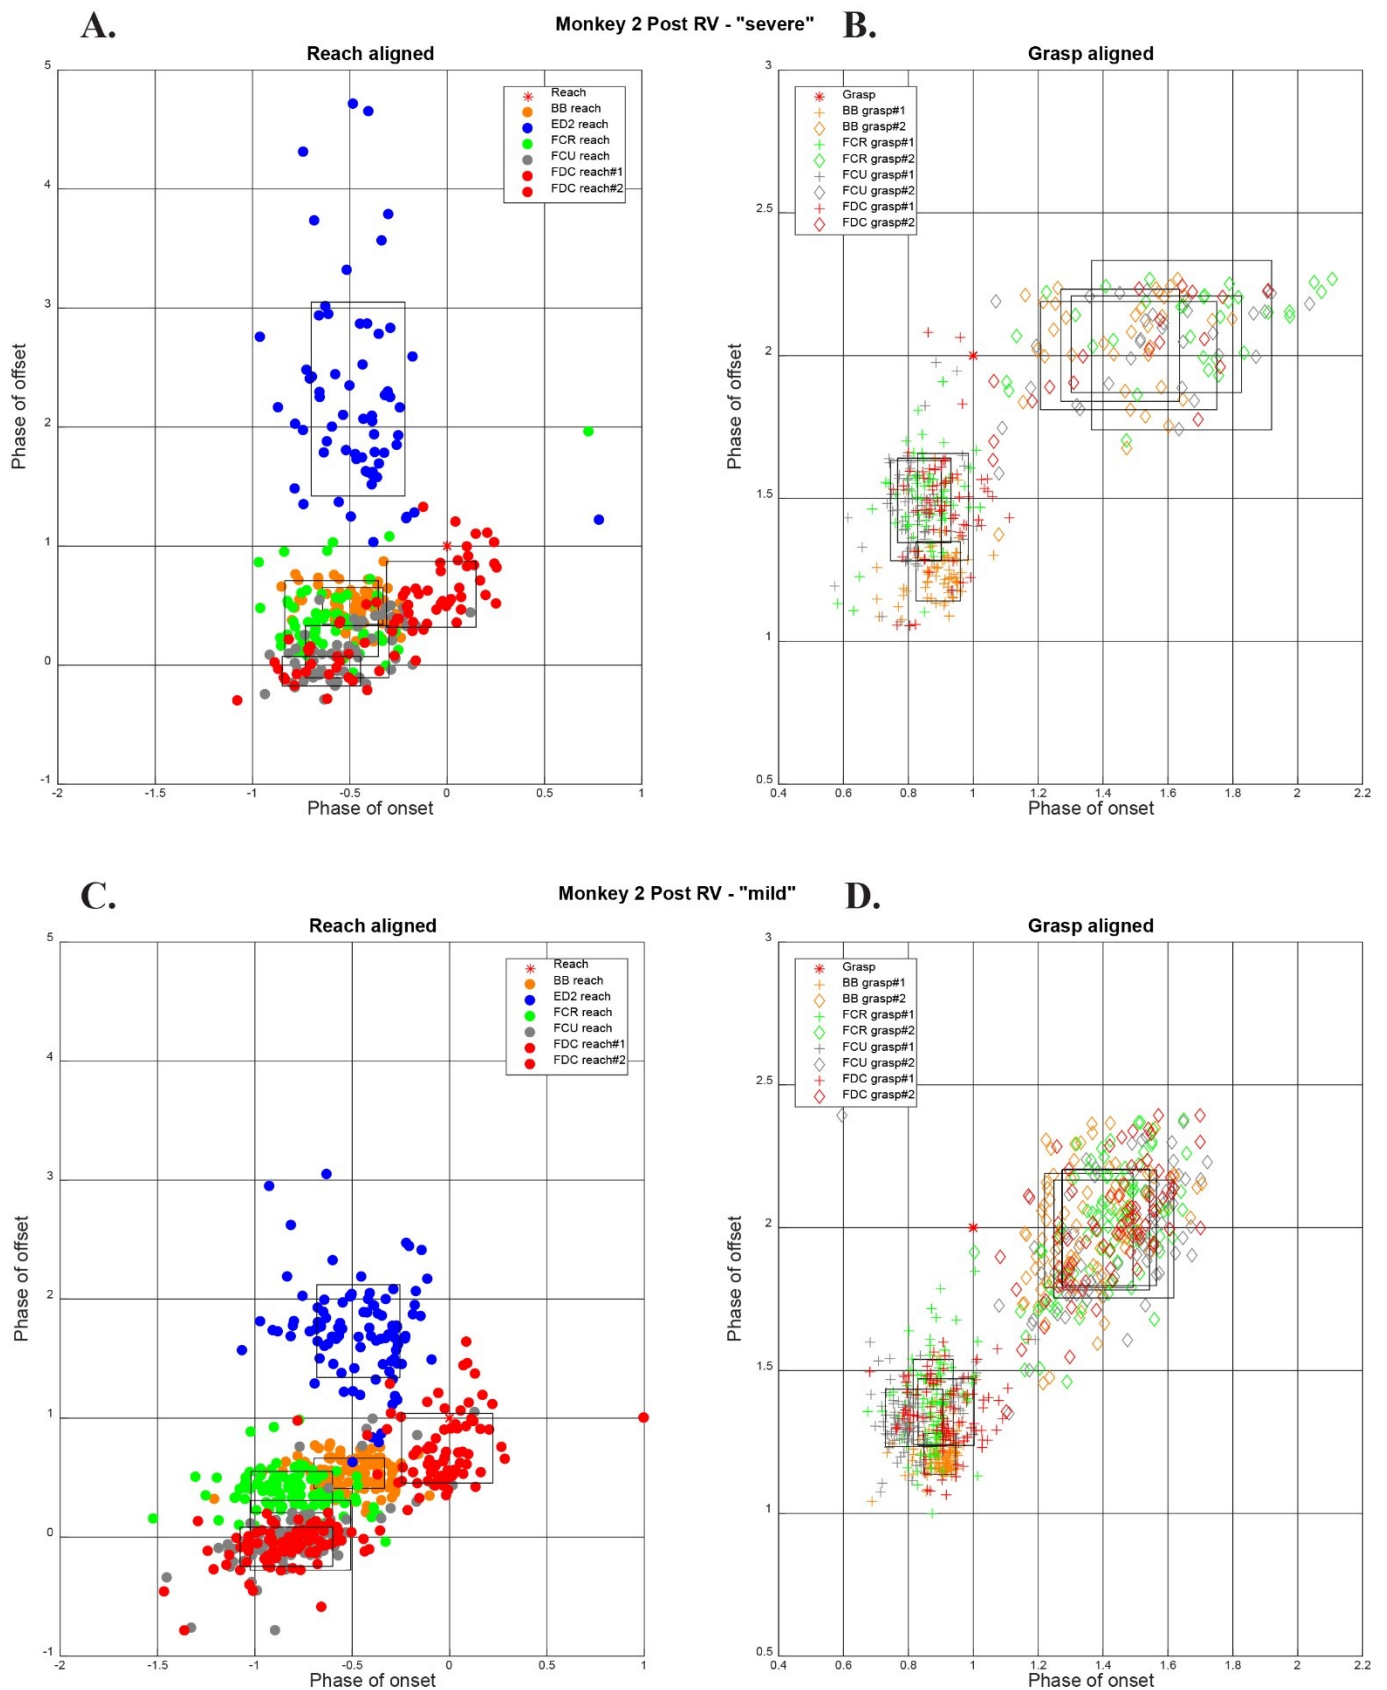 A.
Monkey 2 Post RV - "severe"
B.
Reach aligned
Grasp aligned
5
4
3
2
1
0
-1
Phase of offset
Reach
BB reach
ED2 reach
FCR reach
FCU reach
FDC reach#1
FDC reach#2
-2
-1.5
-1
-0.5
0
0.5
1
Phase of onset
3
2.5
2
1.5
1
0.5
Phase of offset
Grasp
BB grasp#1
BB grasp#2
FCR grasp#1
FCR grasp#2
FCU grasp#1
FCU grasp#2
FDC grasp#1
FDC grasp#2
0.4
0.6
0.8
1
1.2
1.4
1.6
1.8
2
2.2
Phase of onset
C.
Monkey 2 Post RV - "mild"
D.
Reach aligned
Grasp aligned
5
4
3
2
1
0
-1
Phase of offset
Reach
BB reach
ED2 reach
FCR reach
FCU reach
FDC reach#1
FDC reach#2
-2
-1.5
-1
-0.5
0
0.5
1
Phase of onset
3
2.5
2
1.5
1
0.5
Phase of offset
Grasp
BB grasp#1
BB grasp#2
FCR grasp#1
FCR grasp#2
FCU grasp#1
FCU grasp#2
FDC grasp#1
FDC grasp#2
0.4
0.6
0.8
1
1.2
1.4
1.6
1.8
2
2.2
Phase of onset